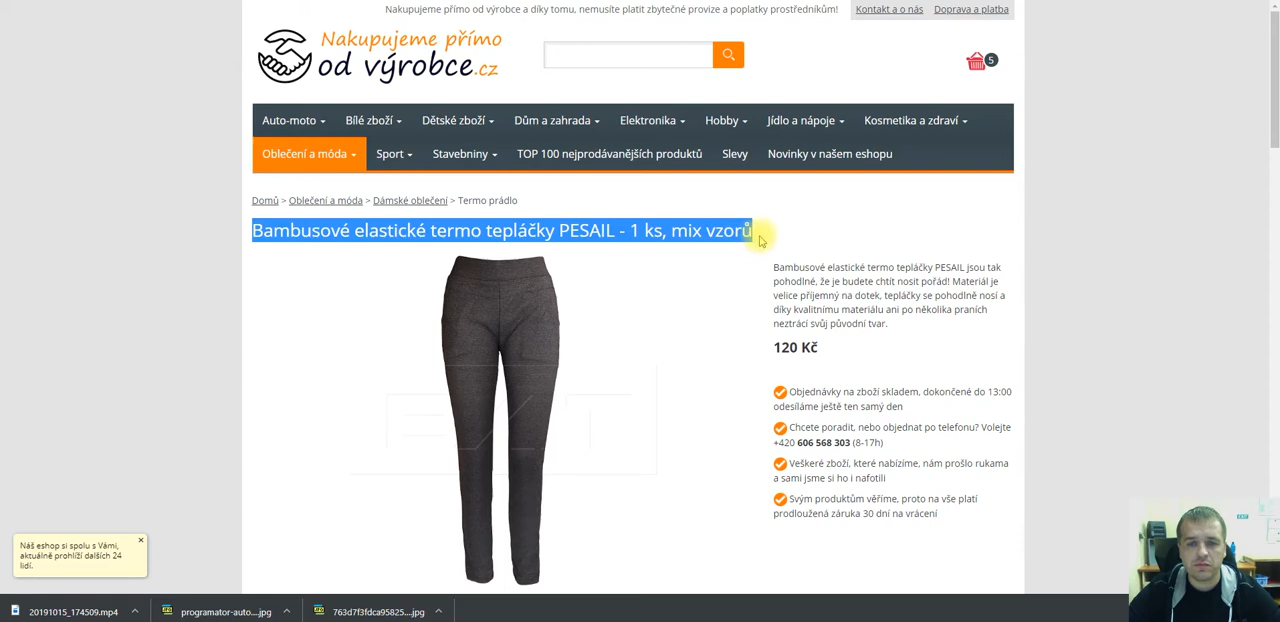 Nakupujeme přímo od výrobce a díky tomu, nemusíte platit zbytečné provize a poplatky prostředníkům!
Kontakt a o nás
Doprava a platba
Nakupujeme přímo
od výrobce.cz
5
Auto-moto
Bílé zboží
Dětské zboží
Dům a zahrada
Elektronika
Hobby
Jídlo a nápoje
Kosmetika a zdraví
Oblečení a móda
Sport
Stavebniny
TOP 100 nejprodávanějších produktů
Slevy
Novinky v našem eshopu
Domů > Oblečení a móda > Dámské oblečení > Termo prádlo
Bambusové elastické termo tepláčky PESAIL - 1 ks, mix vzorů
Bambusové elastické termo tepláčky PESAIL jsou tak
pohodlné, že je budete chtít nosit pořád! Materiál je
velice příjemný na dotek, tepláčky se pohodlně nosí a
díky kvalitnímu materiálu ani po několika praních
neztrácí svůj původní tvar.
120 Kč
Objednávky na zboží skladem, dokončené do 13:00
odesíláme ještě ten samý den
Chcete poradit, nebo objednat po telefonu? Volejte
+420 606 568 303 (8-17h)
Veškeré zboží, které nabízíme, nám prošlo rukama
a sami jsme si ho i nafotili
Svým produktům věříme, proto na vše platí
prodloužená záruka 30 dní na vrácení
Náš eshop si spolu s Vámi,
aktuálně prohlíží dalších 24
lidí.
20191015_174509.mp4
programator-auto....jpg
763d7f3fdca95825....jpg
EXIT